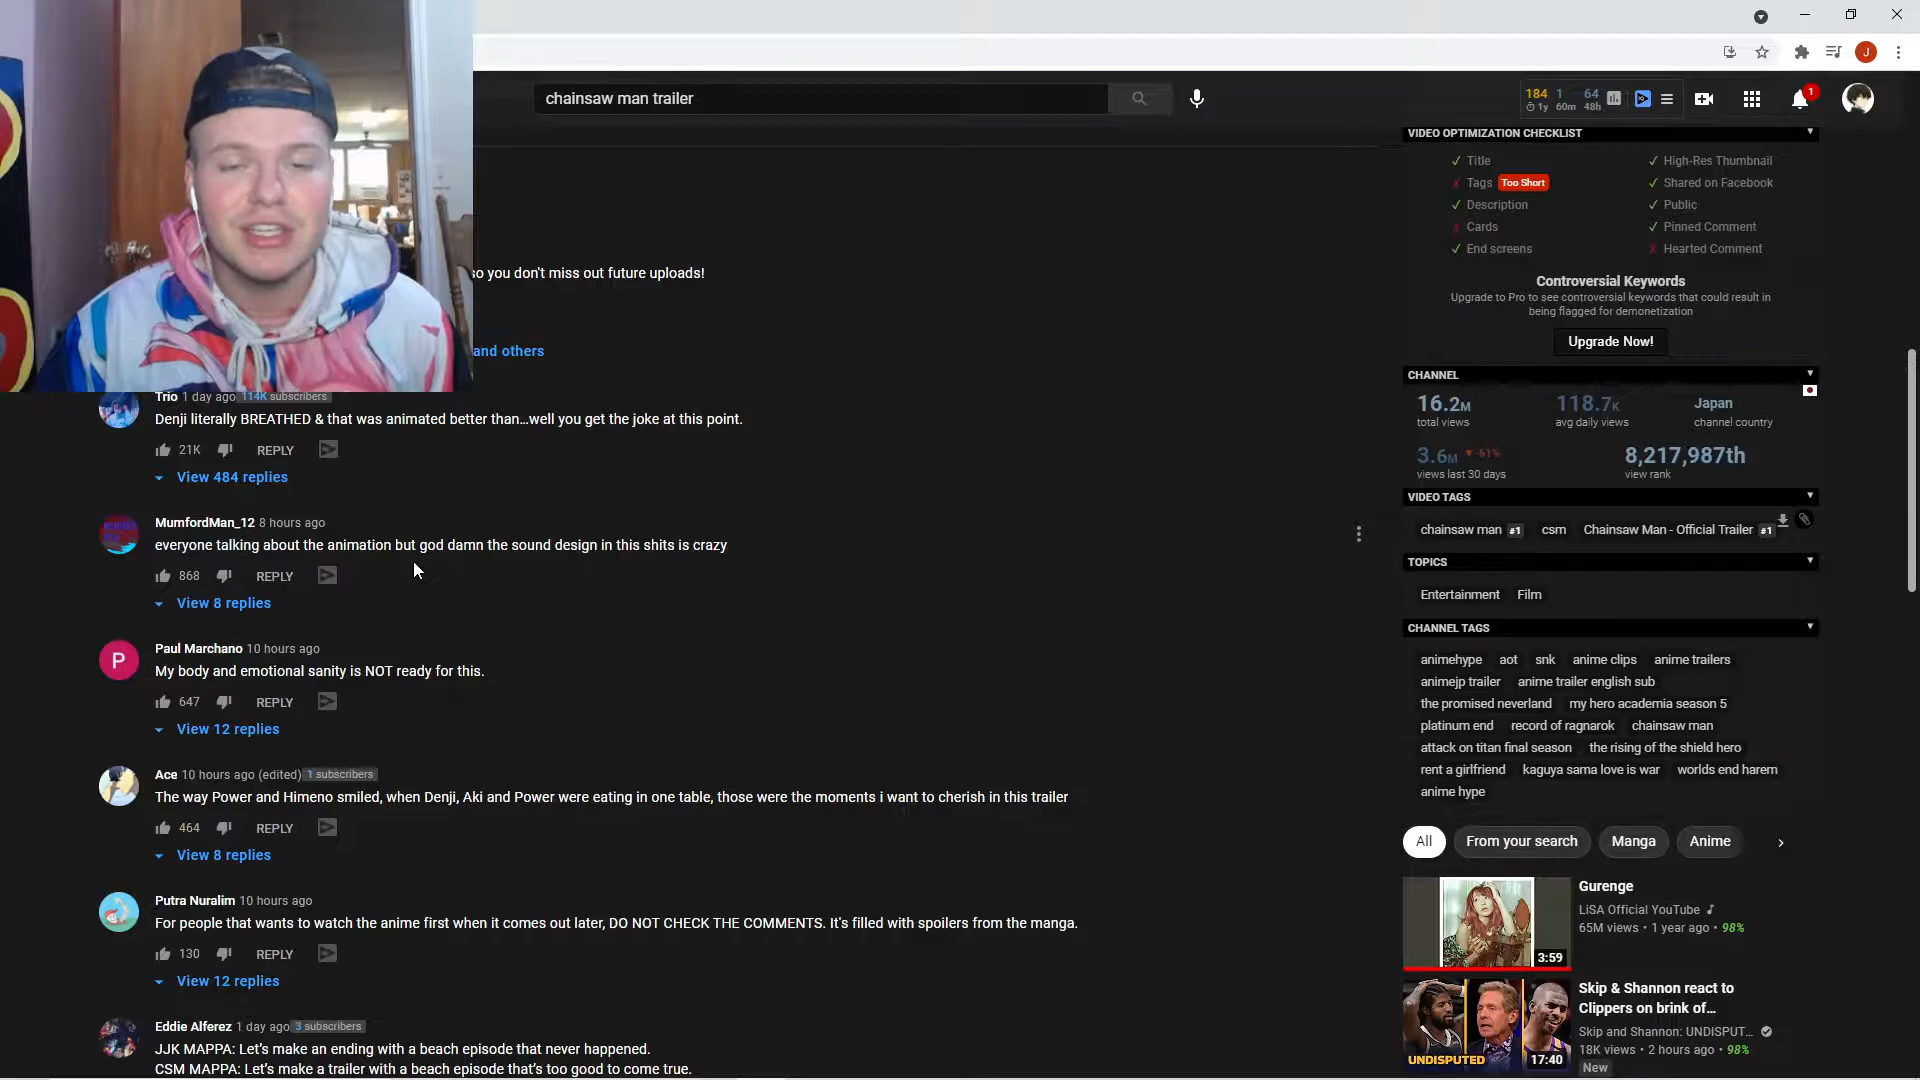 J
chainsaw man trailer
184 1 64
1y 60m 48h
1
VIDEO OPTIMIZATION CHECKLIST
Title
High-Res Thumbnail
Tags Too Short
Shared on Facebook
Description
Public
Cards
Pinned Comment
End screens
Hearted Comment
Controversial Keywords
Upgrade to Pro to see controversial keywords that could result in
being flagged for demonetization
Upgrade Now!
so you don't miss out future uploads!
and others
Trio 1 day ago 114K subscribers
Denji literally BREATHED & that was animated better than…well you get the joke at this point.
21K REPLY
View 484 replies
MumfordMan_12 8 hours ago
everyone talking about the animation but god damn the sound design in this shits is crazy
868 REPLY
View 8 replies
P
Paul Marchano 10 hours ago
My body and emotional sanity is NOT ready for this.
647 REPLY
View 12 replies
Ace 10 hours ago (edited) 1 subscribers
The way Power and Himeno smiled, when Denji, Aki and Power were eating in one table, those were the moments i want to cherish in this trailer
464 REPLY
View 8 replies
Putra Nuralim 10 hours ago
For people that wants to watch the anime first when it comes out later, DO NOT CHECK THE COMMENTS. It's filled with spoilers from the manga.
130 REPLY
View 12 replies
Eddie Alferez 1 day ago 3 subscribers
JJK MAPPA: Let's make an ending with a beach episode that never happened.
CSM MAPPA: Let's make a trailer with a beach episode that's too good to come true.
CHANNEL
16.2M 118.7K Japan
total views avg daily views channel country
3.6M -61% 8,217,987th
views last 30 days view rank
VIDEO TAGS
chainsaw man #1 csm Chainsaw Man - Official Trailer #1
TOPICS
Entertainment Film
CHANNEL TAGS
animehype aot snk anime clips anime trailers
animejp trailer anime trailer english sub
the promised neverland my hero academia season 5
platinum end record of ragnarok chainsaw man
attack on titan final season the rising of the shield hero
rent a girlfriend kaguya sama love is war worlds end harem
anime hype
All From your search Manga Anime
Gurenge
LiSA Official YouTube
65M views • 1 year ago • 98%
3:59
Skip & Shannon react to
Clippers on brink of…
Skip and Shannon: UNDISPUT…
18K views • 2 hours ago • 98%
New
UNDISPUTED
17:40